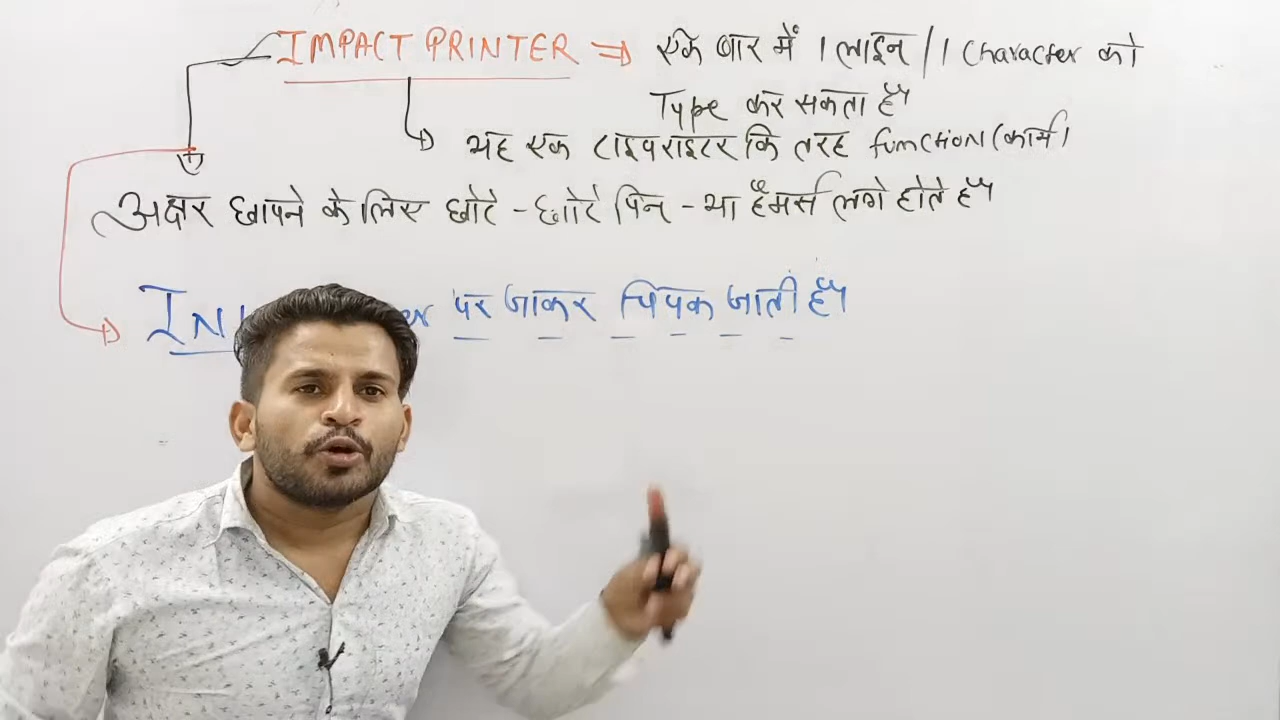 IMPACT PRINTER ⇒ एक बार में 1 लाइन / 1 Character को
Type कर सकता है।
यह एक टाइपराइटर कि तरह function (कार्य)
अक्षर छापने के लिए छोटे - छोटे पिन - या हैमर्स लगे होते हैं।
पर जाकर चिपक जाती है।